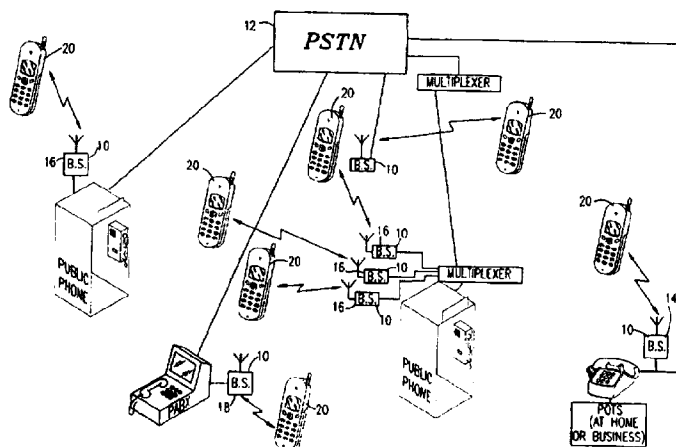 12
PSTN
20
MULTIPLEXER
20
20
16
B.S.
10
B.S.
10
20
20
16
10
B.S.
16
10
B.S.
MULTIPLEXER
20
B.S.
16
10
PUBLIC
PHONE
PUBLIC
PHONE
20
10
14
B.S.
10
B.S.
18
PABX
20
POTS
(AT HOME
OR BUSINESS)